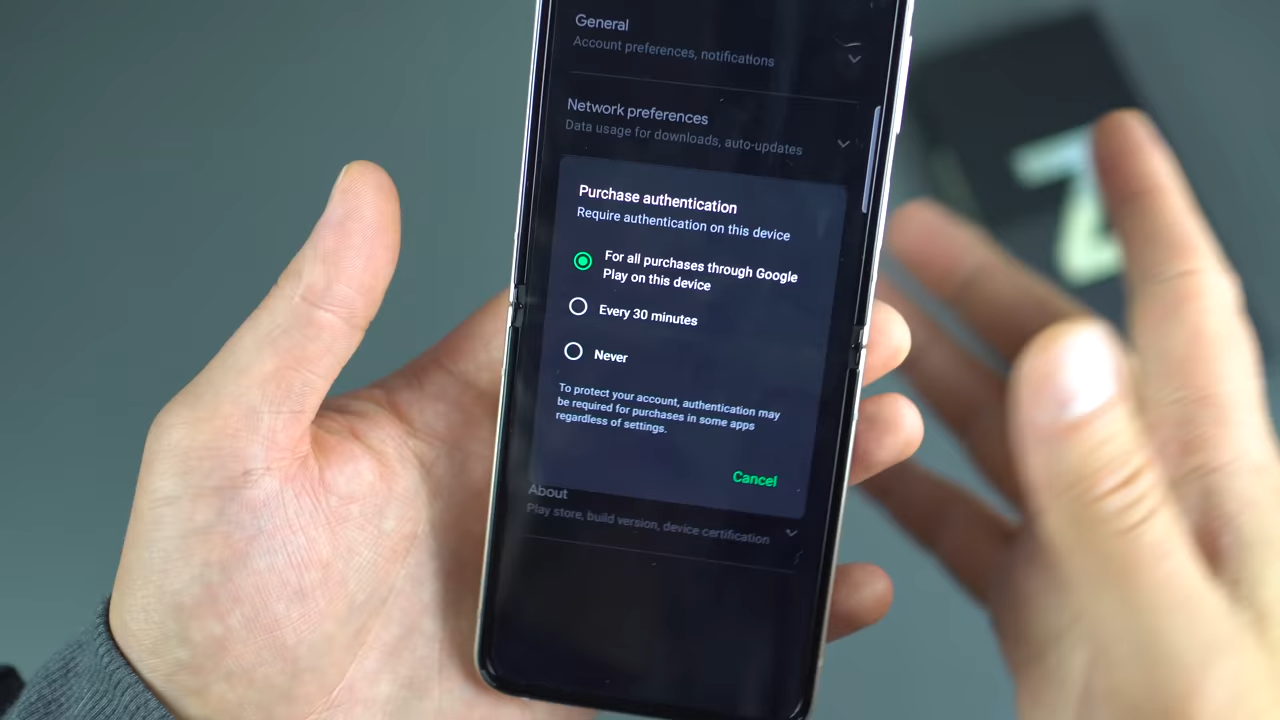 General
Account preferences, notifications
Network preferences
Data usage for downloads, auto-updates
Purchase authentication
Require authentication on this device
For all purchases through Google
Play on this device
Every 30 minutes
Never
To protect your account, authentication may
be required for purchases in some apps
regardless of settings.
Cancel
About
Play store, build version, device certification
Z